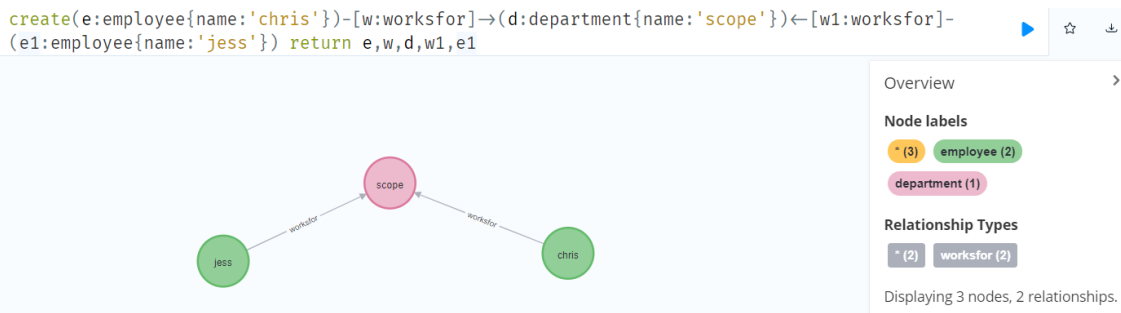 create(e:employee{name:'chris'})-[w:worksfor]→(d:department{name:'scope'})←[w1:worksfor]-
(e1:employee{name:'jess'}) return e,w,d,w1,e1
Overview
Node labels
* (3) employee (2)
department (1)
Relationship Types
* (2) worksfor (2)
Displaying 3 nodes, 2 relationships.
scope
worksfor
worksfor
jess
chris